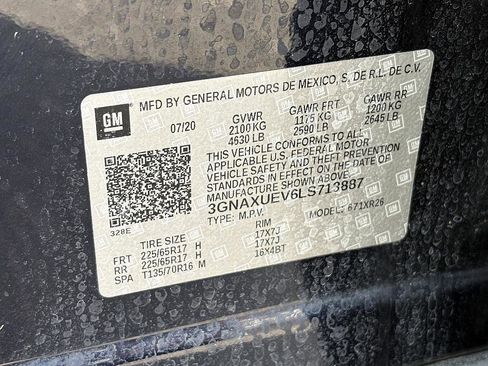 GM
MFD BY GENERAL MOTORS DE MEXICO, S. DE R.L. DE C.V.
07/20 GVWR GAWR FRT GAWR RR
2100 KG 1175 KG 1200 KG
4630 LB 2590 LB 2645 LB
THIS VEHICLE CONFORMS TO ALL
APPLICABLE U.S. FEDERAL MOTOR
VEHICLE SAFETY STANDARDS IN
EFFECT ON THE DATE OF
MANUFACTURE SHOWN ABOVE.
3GNAXUEV6LS713887
320E
TYPE: M.P.V. MODEL: 671XR26
TIRE SIZE RIM
FRT 225/65R17 H 17X7J
RR 225/65R17 H 17X7J
SPA T135/70R16 M 16X4BT